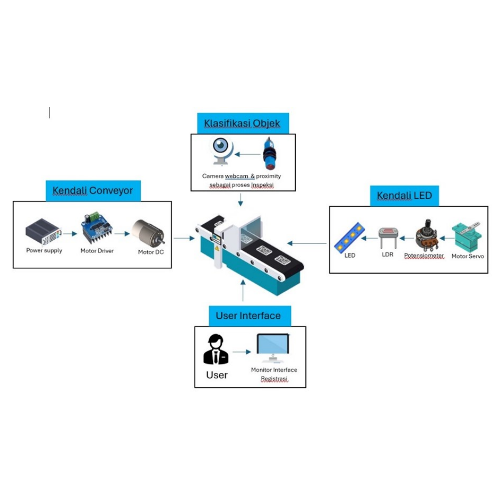 Klasifikasi Objek
Camera webcam & proximity
sebagai proses Inspeksi
Kendali Conveyor
Power supply
Motor Driver
Motor DC
Kendali LED
LED
LDR
Potensiometer
Motor Servo
User Interface
User
Monitor Interface
Registrasi